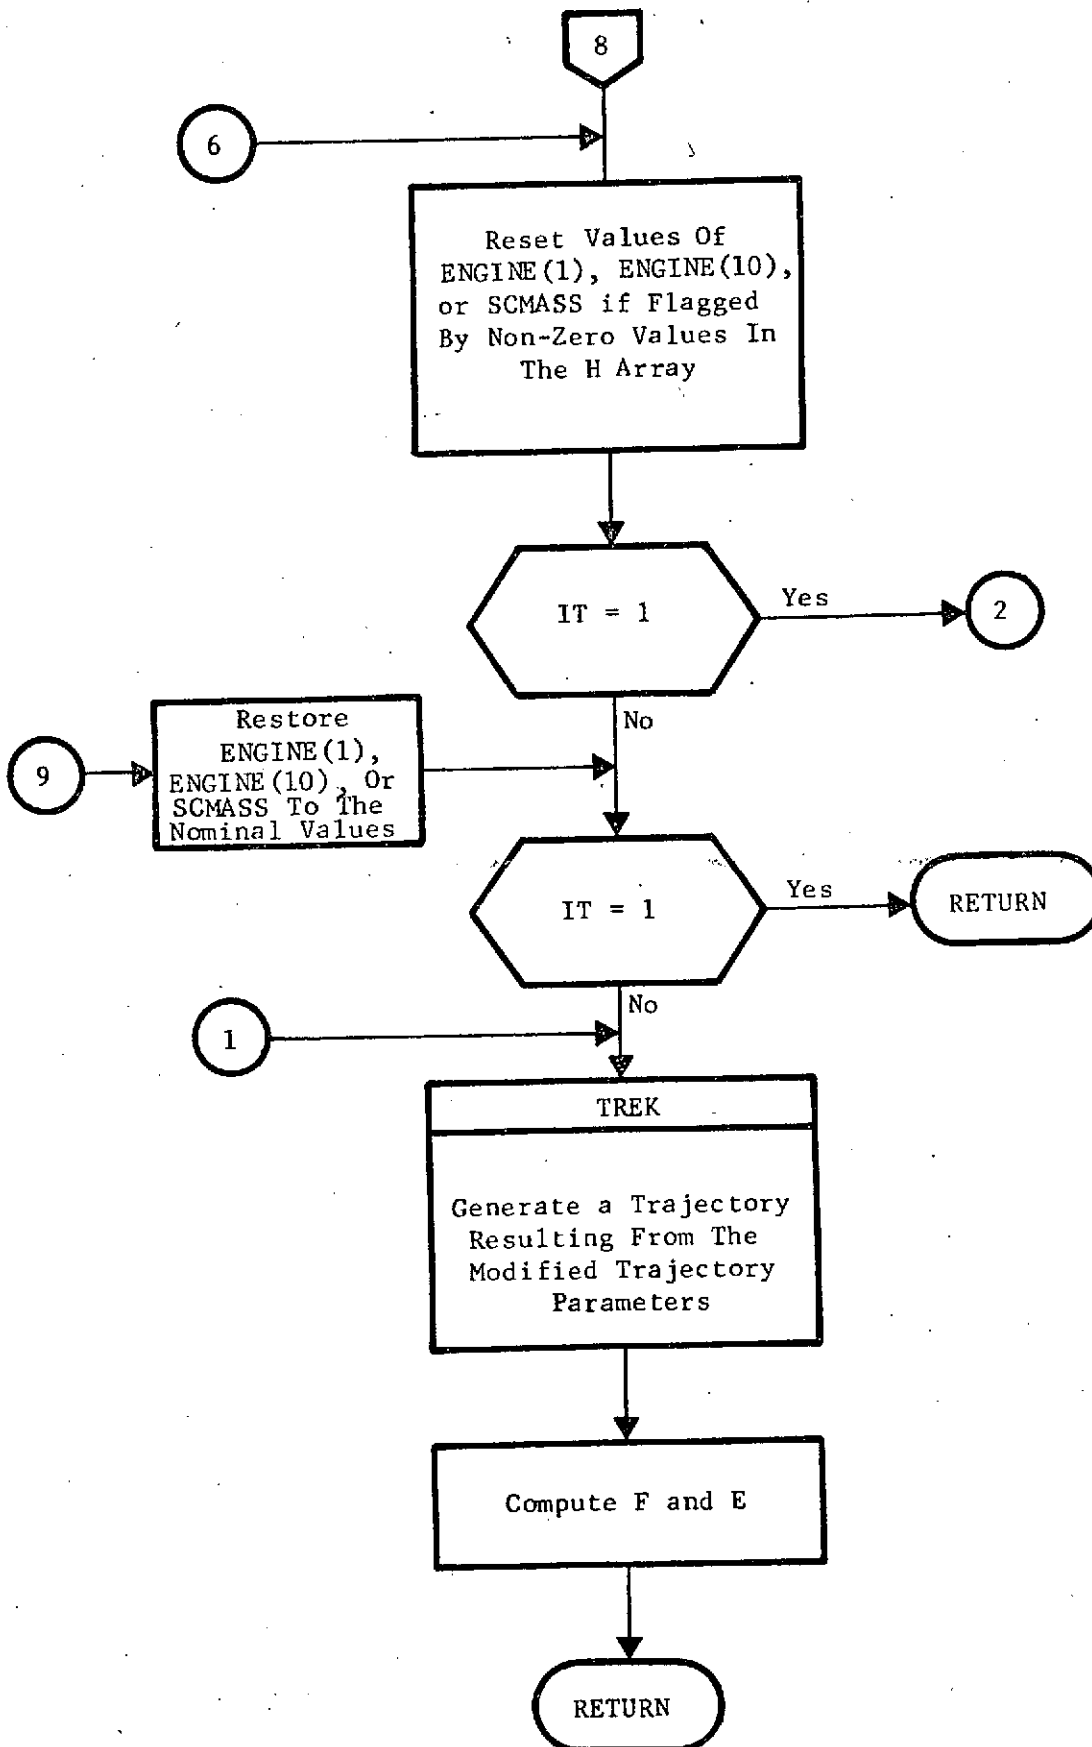 8
6
Reset Values Of
ENGINE(1), ENGINE(10),
or SCMASS if Flagged
By Non-Zero Values In
The H Array
IT = 1
Yes
2
No
9
Restore
ENGINE(1),
ENGINE(10), Or
SCMASS To The
Nominal Values
IT = 1
Yes
RETURN
No
1
TREK
Generate a Trajectory
Resulting From The
Modified Trajectory
Parameters
Compute F and E
RETURN